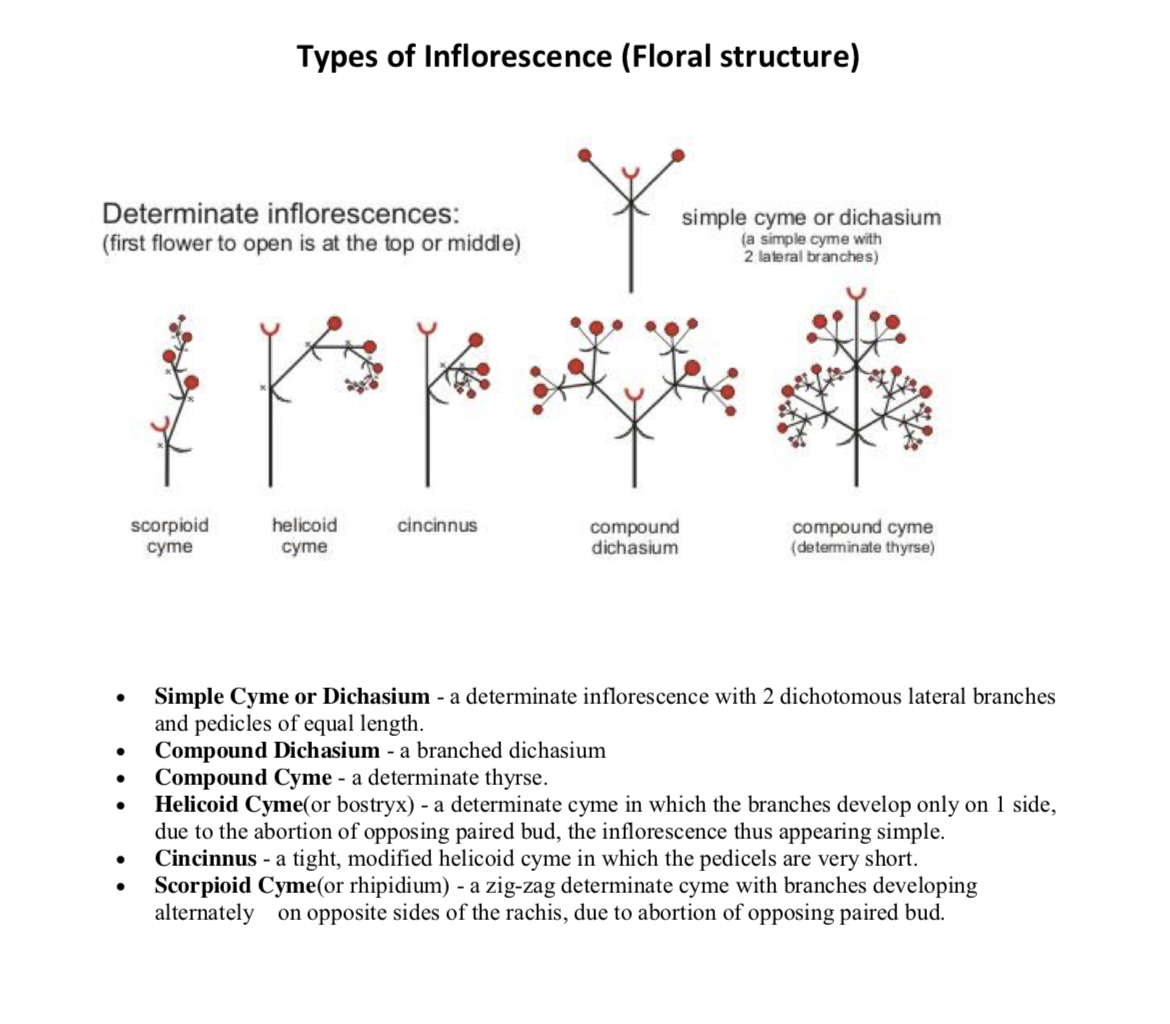 Types of Inflorescence (Floral structure)
Determinate inflorescences:
(first flower to open is at the top or middle)
simple cyme or dichasium
(a simple cyme with
2 lateral branches)
scorpioid
cyme
helicoid
cyme
cincinnus
compound
dichasium
compound cyme
(determinate thyrse)
• Simple Cyme or Dichasium - a determinate inflorescence with 2 dichotomous lateral branches
and pedicles of equal length.
• Compound Dichasium - a branched dichasium
• Compound Cyme - a determinate thyrse.
• Helicoid Cyme(or bostryx) - a determinate cyme in which the branches develop only on 1 side,
due to the abortion of opposing paired bud, the inflorescence thus appearing simple.
• Cincinnus - a tight, modified helicoid cyme in which the pedicels are very short.
• Scorpioid Cyme(or rhipidium) - a zig-zag determinate cyme with branches developing
alternately on opposite sides of the rachis, due to abortion of opposing paired bud.